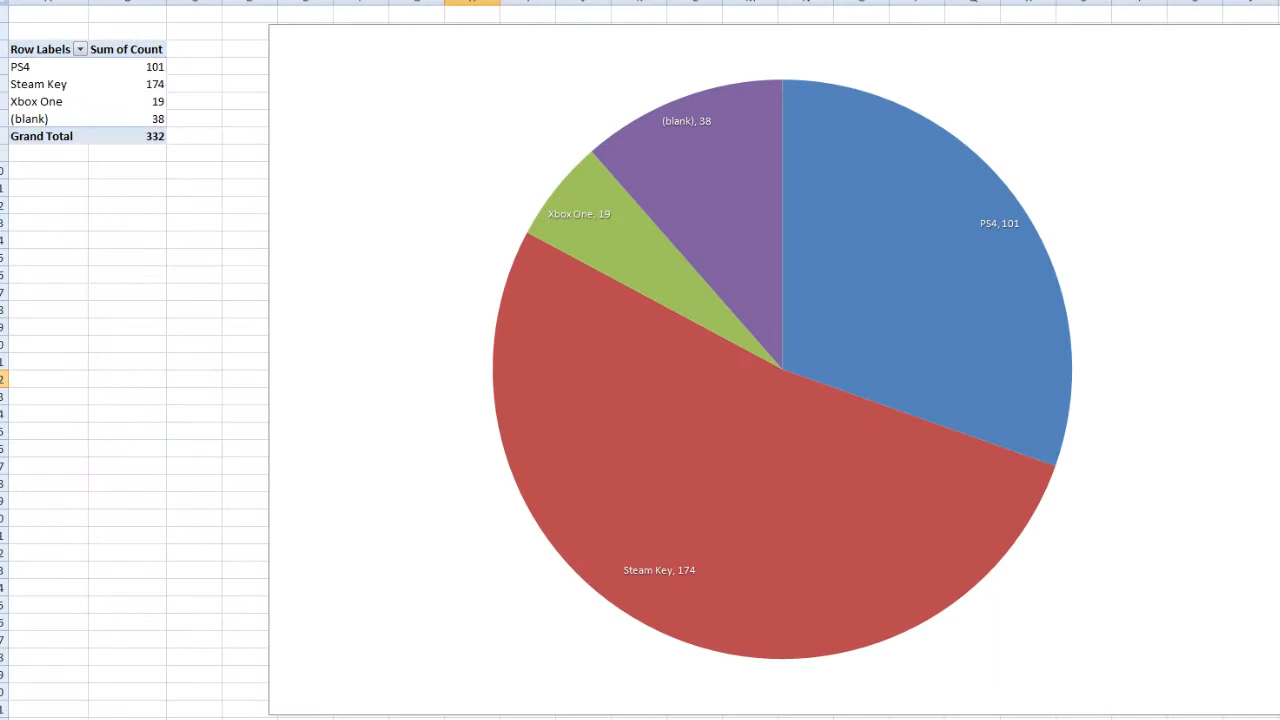 Row Labels Sum of Count
PS4 101
Steam Key 174
Xbox One 19
(blank) 38
Grand Total 332
(blank), 38
Xbox One, 19
PS4, 101
Steam Key, 174